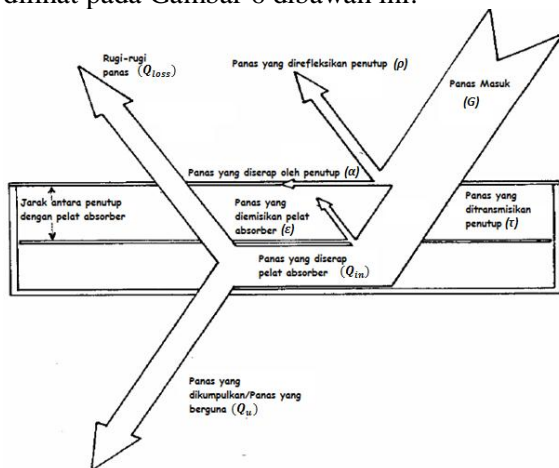 dilihat pada Gambar 6 dibawah ini.
Rugi-rugi
panas (Q_loss)
Panas yang direfleksikan penutup (ρ)
Panas Masuk
(G)
Panas yang diserap oleh penutup (α)
Jarak antara penutup
dengan pelat absorber
Panas yang
diemisikan pelat
absorber (ε)
Panas yang
ditransmisikan
penutup (τ)
Panas yang diserap
pelat absorber (Q_in)
Panas yang
dikumpulkan/Panas yang
berguna (Q_u)